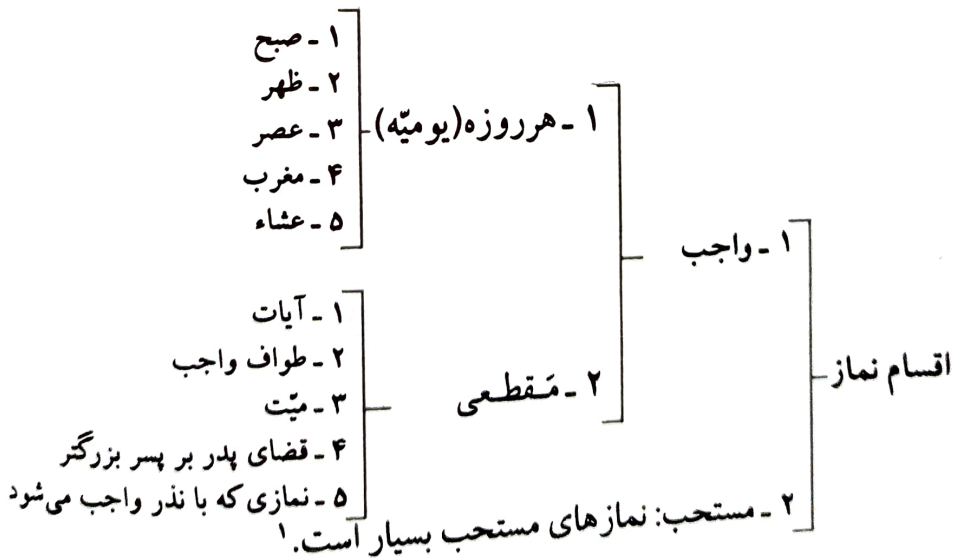 اقسام نماز
۱ ـ واجب
۱ ـ هرروزه(یومیّه)
۱ ـ صبح
۲ ـ ظهر
۳ ـ عصر
۴ ـ مغرب
۵ ـ عشاء
۲ ـ مَـقطـعی
۱ ـ آیات
۲ ـ طواف واجب
۳ ـ میّت
۴ ـ قضای پدر بر پسر بزرگتر
۵ ـ نمازی که با نذر واجب می‌شود
۲ ـ مستحب: نمازهای مستحب بسیار است.۱